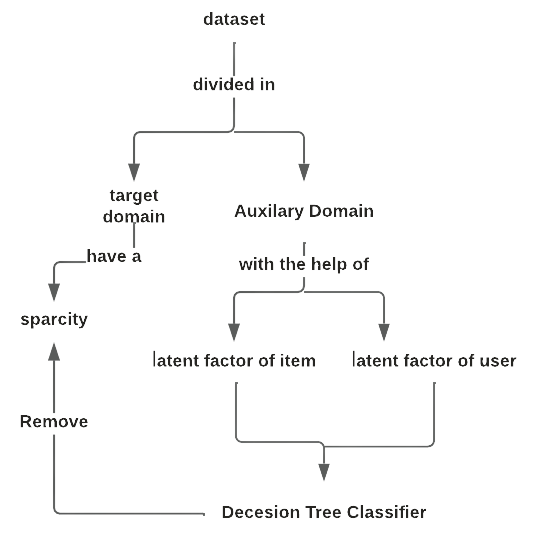 dataset
divided in
target
domain
Auxilary Domain
have a
with the help of
sparcity
latent factor of item
latent factor of user
Remove
Decesion Tree Classifier